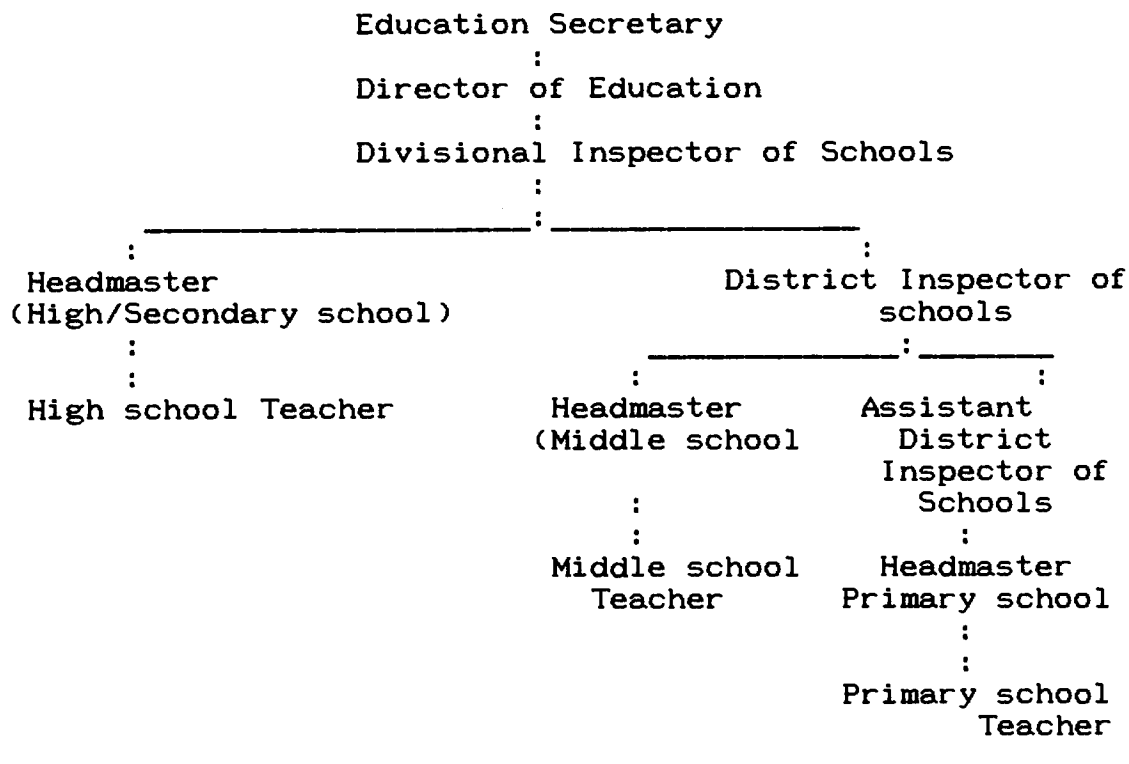 Education Secretary
:
Director of Education
:
Divisional Inspector of Schools
:
:
:
Headmaster
(High/Secondary school)
:
:
High school Teacher
:
District Inspector of
schools
:
:
Headmaster
(Middle school
:
:
Middle school
Teacher
:
Assistant
District
Inspector of
Schools
:
Headmaster
Primary school
:
:
Primary school
Teacher